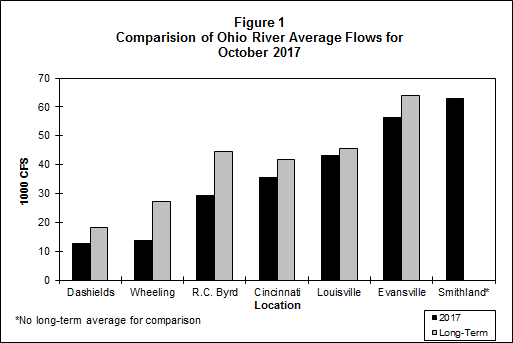 Figure 1
Comparision of Ohio River Average Flows for
October 2017
70
60
50
40
30
20
10
0
1000 CFS
Dashields Wheeling R.C. Byrd Cincinnati Louisville Evansville Smithland*
Location
*No long-term average for comparison
2017
Long-Term